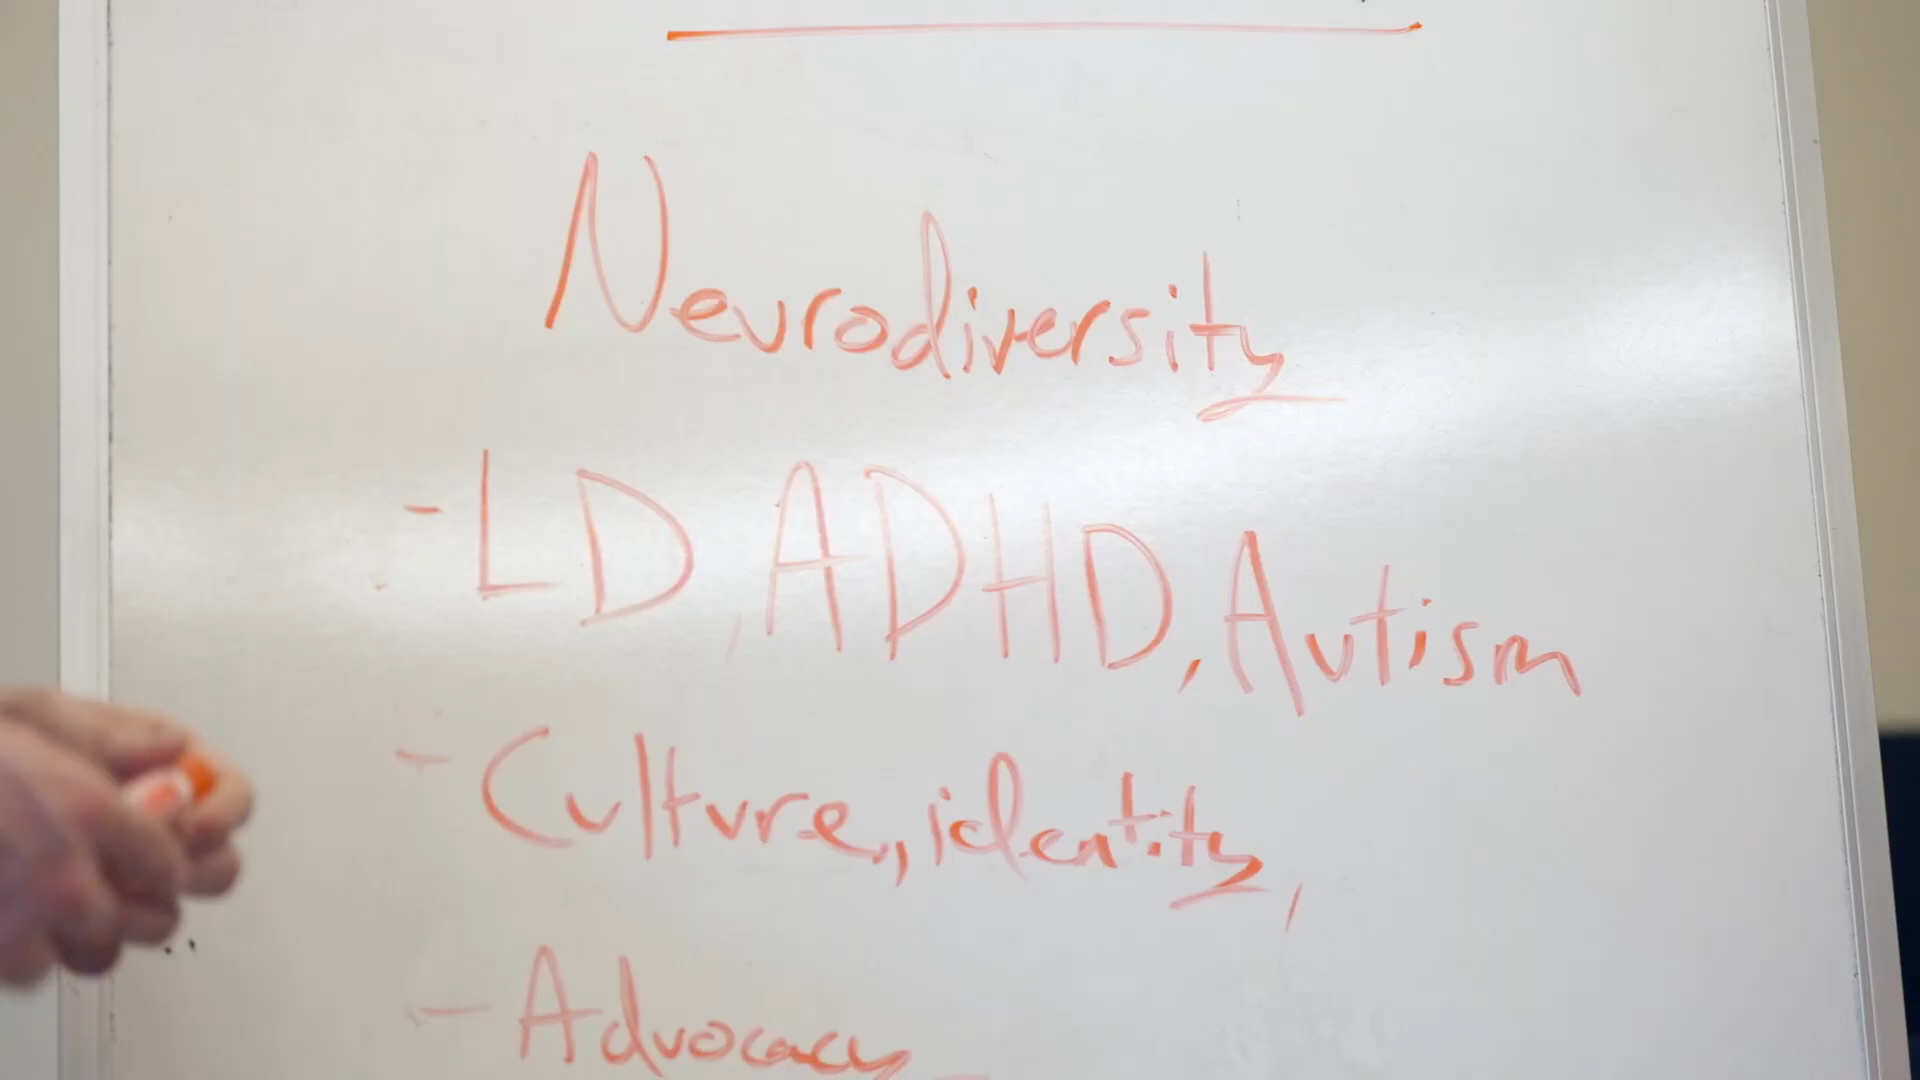 Neurodiversity
- LD, ADHD, Autism
- Culture, identity,
- Advocacy